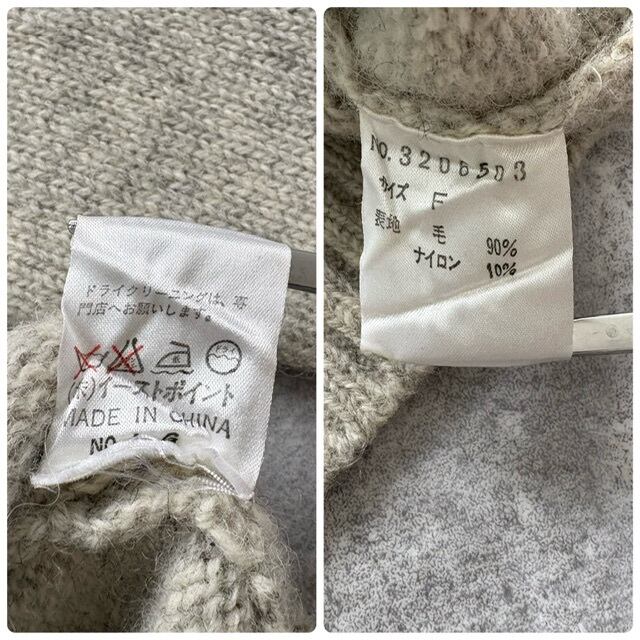 ドライクリーニングは、専
門店へお願いします。
(株)イーストポイント
MADE IN CHINA
NO.
NO. 3206503
サイズ F
表地 毛 90%
ナイロン 10%